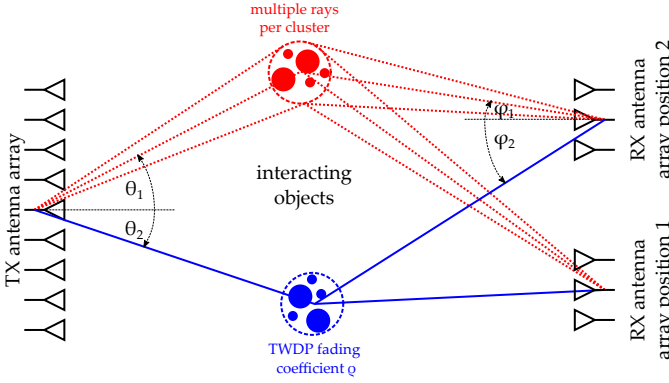 multiple rays
per cluster
TX antenna array
θ1
θ2
interacting
objects
φ1
φ2
RX antenna
array position 2
RX antenna
array position 1
TWDP fading
coefficient ϱ